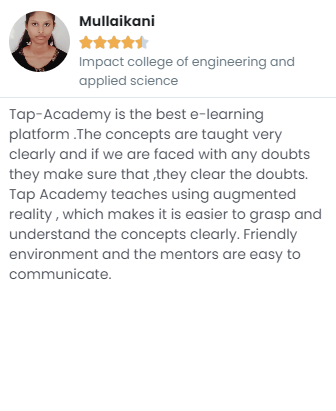 Mullaikani
Impact college of engineering and
applied science
Tap-Academy is the best e-learning
platform .The concepts are taught very
clearly and if we are faced with any doubts
they make sure that ,they clear the doubts.
Tap Academy teaches using augmented
reality , which makes it is easier to grasp and
understand the concepts clearly. Friendly
environment and the mentors are easy to
communicate.